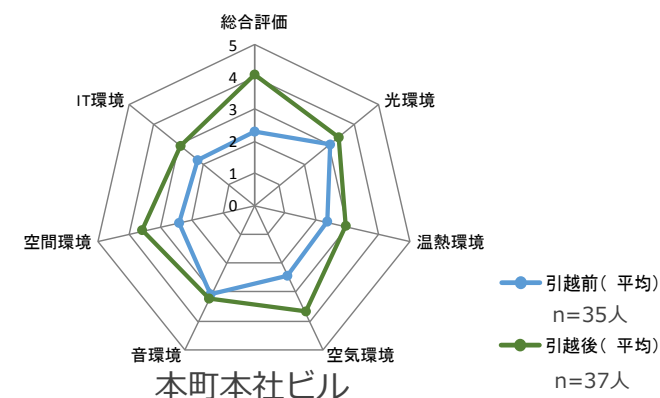 総合評価
5
4
3
2
1
0
光環境
温熱環境
空気環境
音環境
空間環境
IT環境
引越前( 平均)
n=35人
引越後( 平均)
n=37人
本町本社ビル